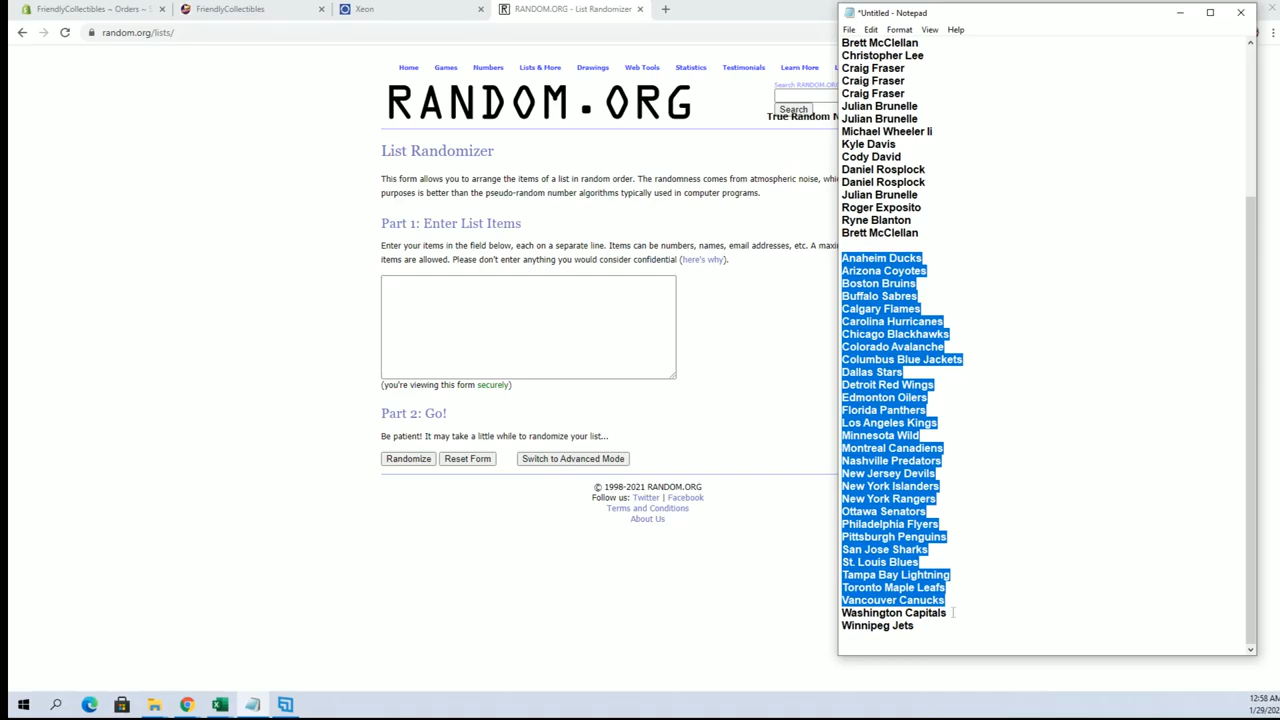 FriendlyCollectibles ~ Orders ~ S
FriendlyCollectibles
Xeon
RANDOM.ORG - List Randomizer
random.org/lists/
Home Games Numbers Lists & More Drawings Web Tools Statistics Testimonials Learn More
Search RANDOM.ORG
RANDOM.ORG
Search
True Random N
List Randomizer
This form allows you to arrange the items of a list in random order. The randomness comes from atmospheric noise, whic
purposes is better than the pseudo-random number algorithms typically used in computer programs.
Part 1: Enter List Items
Enter your items in the field below, each on a separate line. Items can be numbers, names, email addresses, etc. A maxi
items are allowed. Please don't enter anything you would consider confidential (here's why).
(you're viewing this form securely)
Part 2: Go!
Be patient! It may take a little while to randomize your list...
Randomize Reset Form Switch to Advanced Mode
© 1998-2021 RANDOM.ORG
Follow us: Twitter | Facebook
Terms and Conditions
About Us
*Untitled - Notepad
File Edit Format View Help
Brett McClellan
Christopher Lee
Craig Fraser
Craig Fraser
Craig Fraser
Julian Brunelle
Julian Brunelle
Michael Wheeler Ii
Kyle Davis
Cody David
Daniel Rosplock
Daniel Rosplock
Julian Brunelle
Roger Exposito
Ryne Blanton
Brett McClellan
Anaheim Ducks
Arizona Coyotes
Boston Bruins
Buffalo Sabres
Calgary Flames
Carolina Hurricanes
Chicago Blackhawks
Colorado Avalanche
Columbus Blue Jackets
Dallas Stars
Detroit Red Wings
Edmonton Oilers
Florida Panthers
Los Angeles Kings
Minnesota Wild
Montreal Canadiens
Nashville Predators
New Jersey Devils
New York Islanders
New York Rangers
Ottawa Senators
Philadelphia Flyers
Pittsburgh Penguins
San Jose Sharks
St. Louis Blues
Tampa Bay Lightning
Toronto Maple Leafs
Vancouver Canucks
Washington Capitals
Winnipeg Jets
12:58 AM
1/29/202